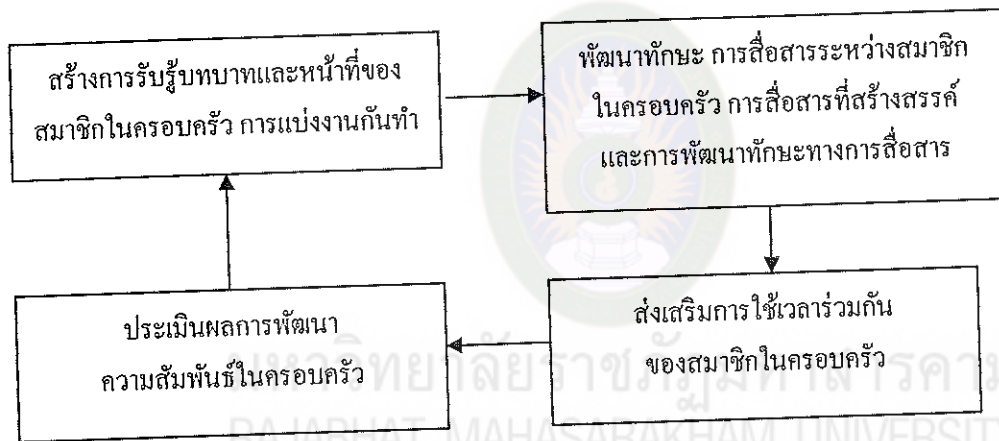 สร้างการรับรู้บทบาทและหน้าที่ของ
สมาชิกในครอบครัว การแบ่งงานกันทำ
พัฒนาทักษะ การสื่อสารระหว่างสมาชิก
ในครอบครัว การสื่อสารที่สร้างสรรค์
และการพัฒนาทักษะทางการสื่อสาร
ส่งเสริมการใช้เวลาร่วมกัน
ของสมาชิกในครอบครัว
ประเมินผลการพัฒนา
ความสัมพันธ์ในครอบครัว
มหาวิทยาลัยราชภัฏมหาสารคาม
RAJABHAT MAHASARAKHAM UNIVERSITY